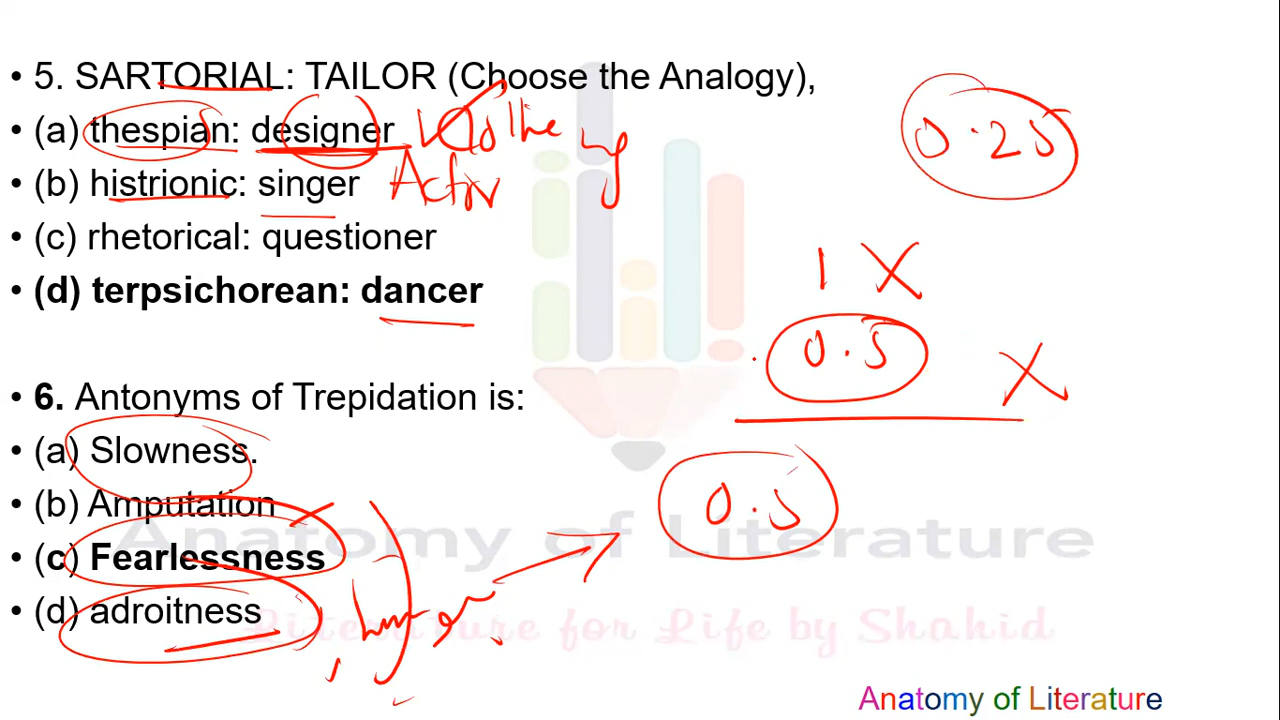 • 5. SARTORIAL: TAILOR (Choose the Analogy),
• (a) thespian: designer
• (b) histrionic: singer
• (c) rhetorical: questioner
• (d) terpsichorean: dancer
0.25
1 X
0.5 X
0.5
• 6. Antonyms of Trepidation is:
• (a) Slowness.
• (b) Amputation
• (c) Fearlessness
• (d) adroitness
Anatomy of Literature
Literature for Life by Shahid
Anatomy of Literature